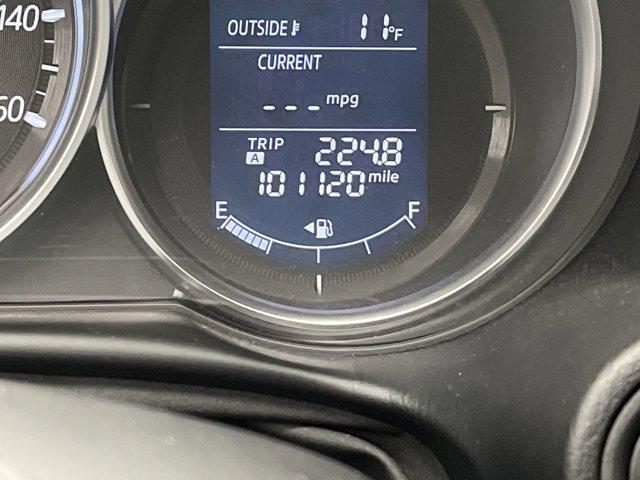 140
OUTSIDE 11°F
CURRENT
--- mpg
TRIP
A 224.8
101120 mile
60
E F